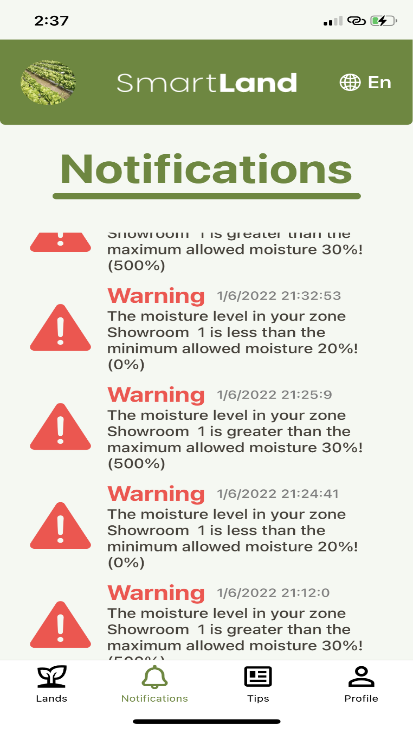 2:37
SmartLand
En
Notifications
Showroom 1 is greater than the
maximum allowed moisture 30%!
(500%)
Warning 1/6/2022 21:32:53
The moisture level in your zone
Showroom 1 is less than the
minimum allowed moisture 20%!
(0%)
Warning 1/6/2022 21:25:9
The moisture level in your zone
Showroom 1 is greater than the
maximum allowed moisture 30%!
(500%)
Warning 1/6/2022 21:24:41
The moisture level in your zone
Showroom 1 is less than the
minimum allowed moisture 20%!
(0%)
Warning 1/6/2022 21:12:0
The moisture level in your zone
Showroom 1 is greater than the
maximum allowed moisture 30%!
(500%)
Lands
Notifications
Tips
Profile